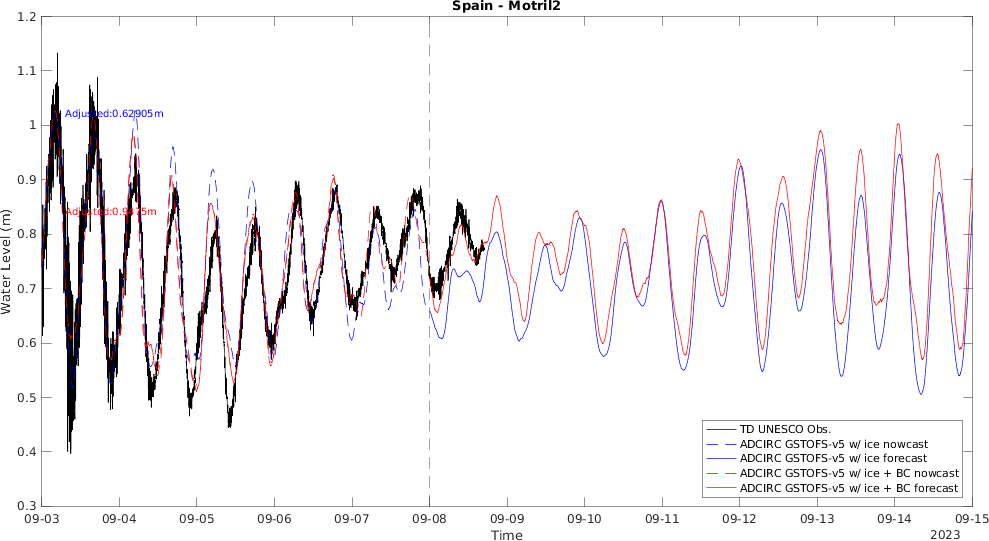 Spain - Motril2
1.2
1.1
1
0.9
0.8
0.7
0.6
0.5
0.4
0.3
Water Level (m)
Adjusted:0.62905m
TD UNESCO Obs.
ADCIRC GSTOFS-v5 w/ ice nowcast
ADCIRC GSTOFS-v5 w/ ice forecast
ADCIRC GSTOFS-v5 w/ ice + BC nowcast
ADCIRC GSTOFS-v5 w/ ice + BC forecast
09-03 09-04 09-05 09-06 09-07 09-08 09-09 09-10 09-11 09-12 09-13 09-14 09-15
Time
2023